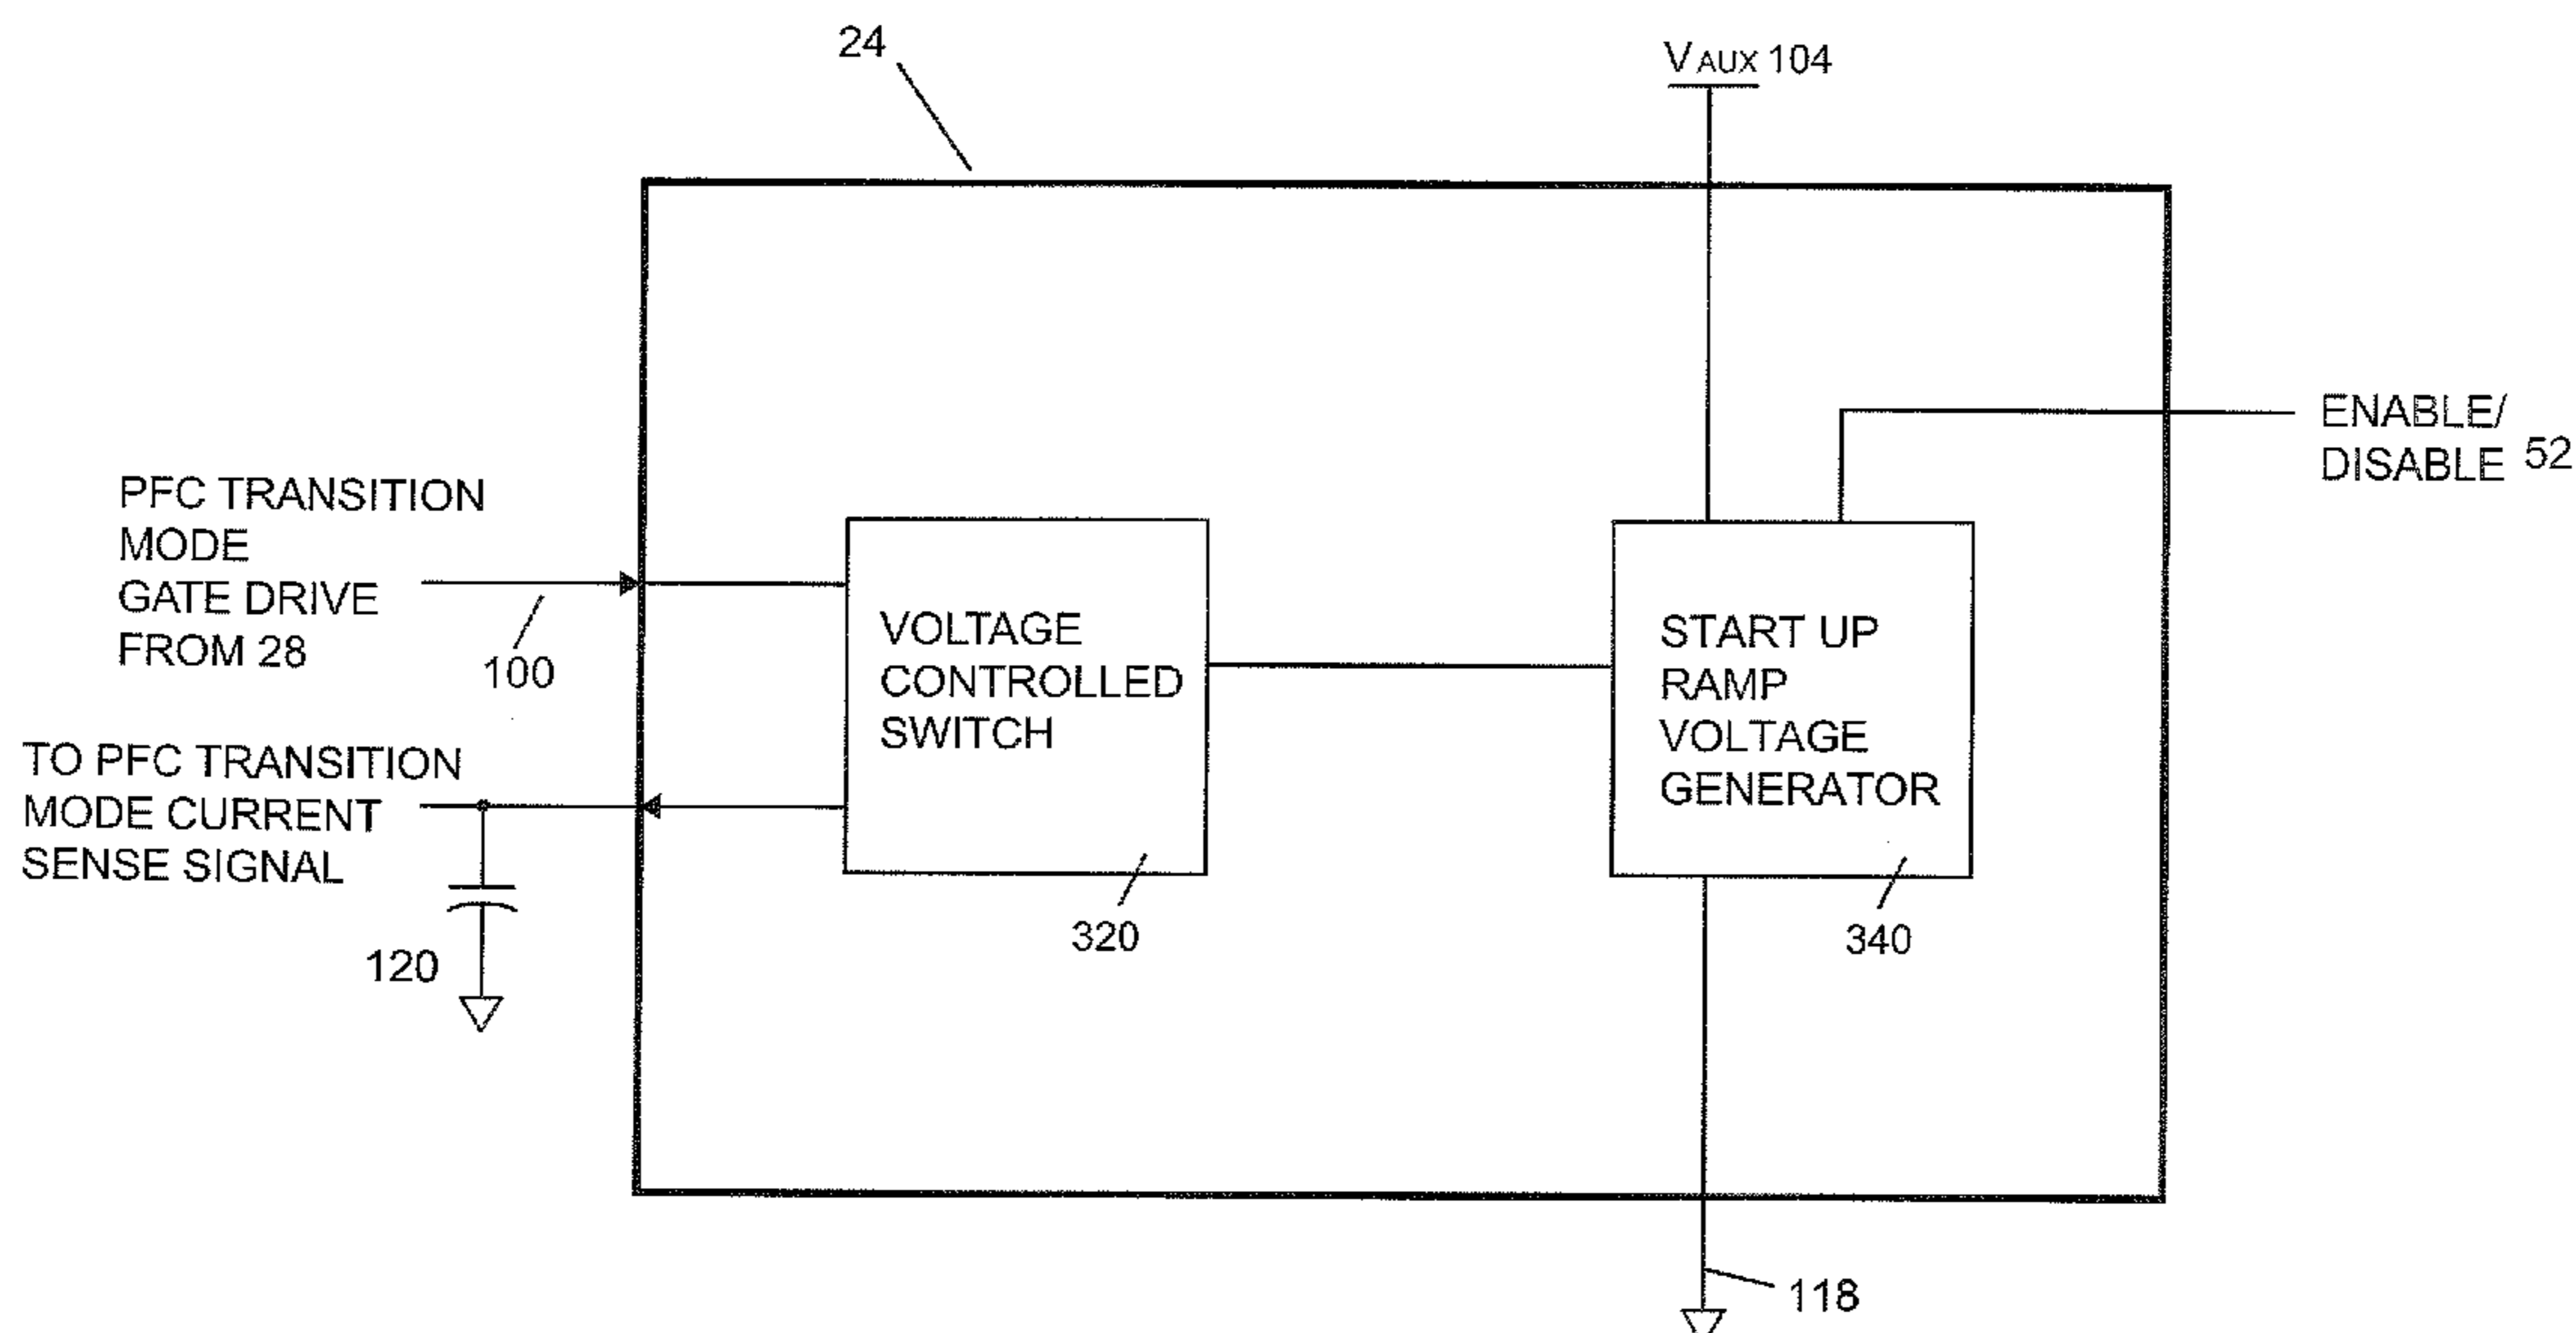 24
VAUX 104
ENABLE/
DISABLE 52
PFC TRANSITION
MODE
GATE DRIVE
FROM 28
100
VOLTAGE
CONTROLLED
SWITCH
START UP
RAMP
VOLTAGE
GENERATOR
TO PFC TRANSITION
MODE CURRENT
SENSE SIGNAL
320
340
120
118